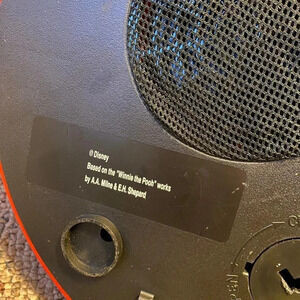 © Disney
Based on the "Winnie the Pooh" works
by A.A. Milne & E.H. Shepard